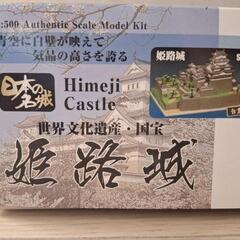 :500 Authentic Scale Model Kit
青空に白壁が映えて
気品の高さを誇る
日本の名城
Himeji
Castle
姫路城
世界文化遺産・国宝
姫路城